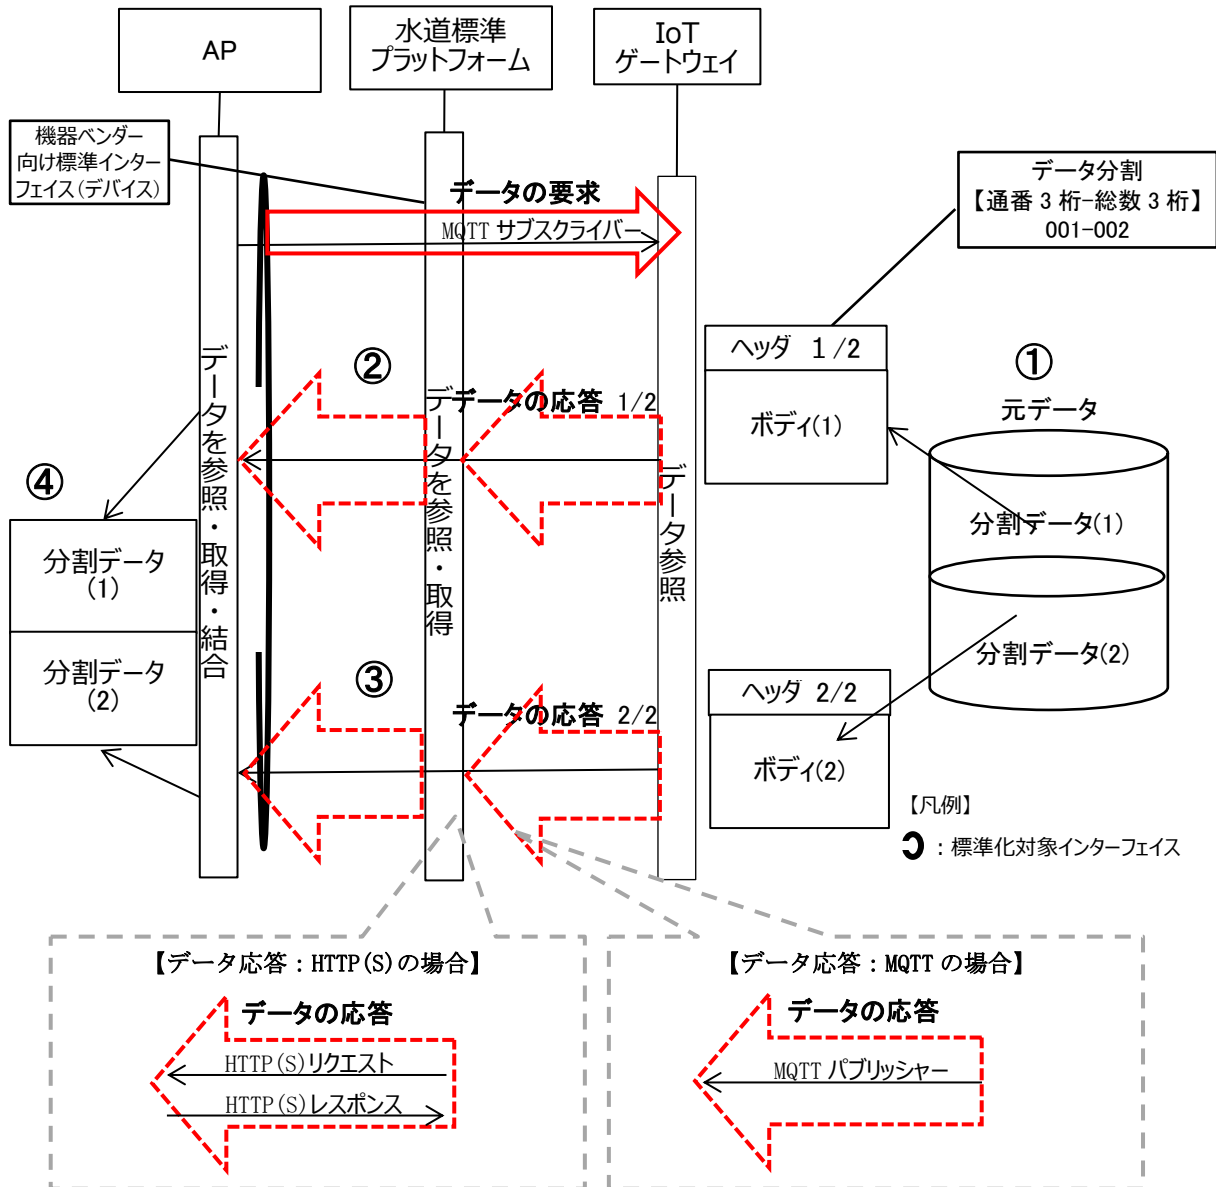 AP
水道標準
プラットフォーム
IoT
ゲートウェイ
機器ベンダー
向け標準インター
フェイス(デバイス)
データの要求
MQTT サブスクライバー
データ分割
【通番 3 桁-総数 3 桁】
001-002
ヘッダ 1/2
ボディ(1)
①
元データ
分割データ(1)
分割データ(2)
②
データの応答 1/2
データを参照・取得・結合
データを参照・取得
データ参照
④
分割データ
(1)
分割データ
(2)
③
データの応答 2/2
ヘッダ 2/2
ボディ(2)
【凡例】
：標準化対象インターフェイス
【データ応答：HTTP(S)の場合】
データの応答
HTTP(S)リクエスト
HTTP(S)レスポンス
【データ応答：MQTT の場合】
データの応答
MQTT パブリッシャー